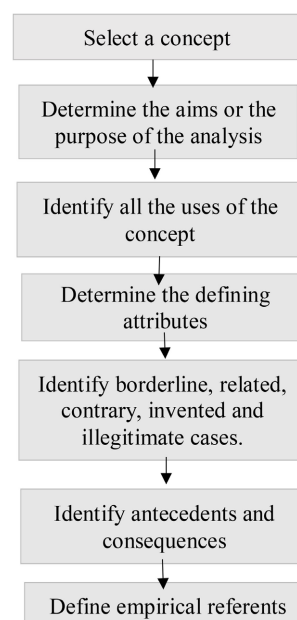 Select a concept
Determine the aims or the
purpose of the analysis
Identify all the uses of the
concept
Determine the defining
attributes
Identify borderline, related,
contrary, invented and
illegitimate cases.
Identify antecedents and
consequences
Define empirical referents